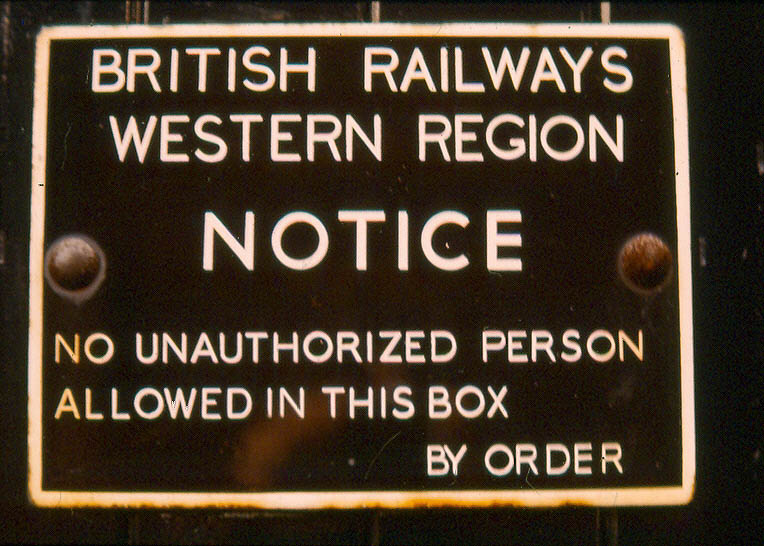 BRITISH RAILWAYS
WESTERN REGION
NOTICE
NO UNAUTHORIZED PERSON
ALLOWED IN THIS BOX
BY ORDER